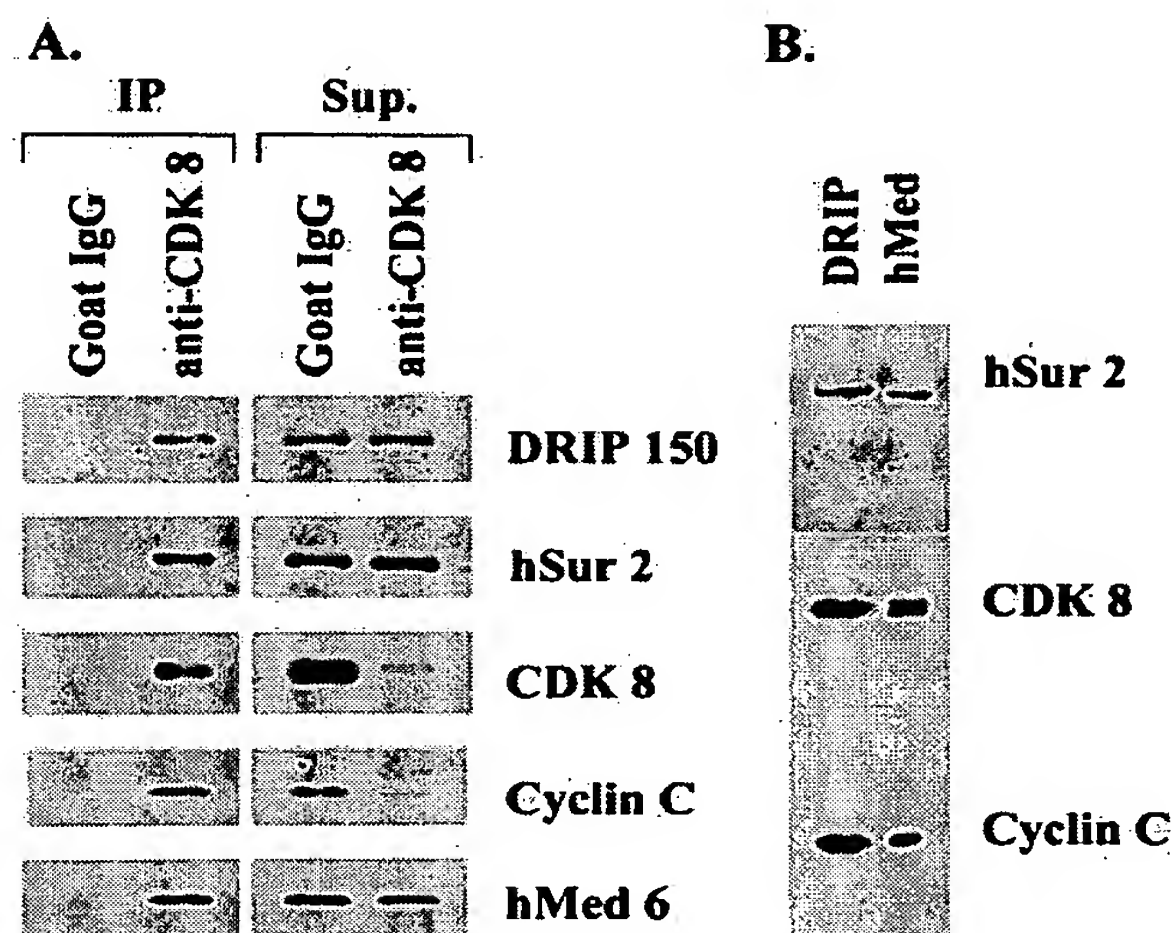 A.
IP
Sup.
Goat IgG
anti-CDK 8
Goat IgG
anti-CDK 8
DRIP 150
hSur 2
CDK 8
Cyclin C
hMed 6
B.
DRIP
hMed
hSur 2
CDK 8
Cyclin C